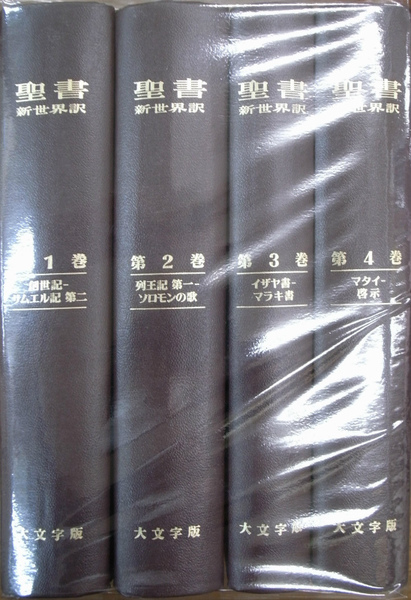 聖書
新世界訳
第1巻
創世記-
サムエル記 第二
大文字版
聖書
新世界訳
第2巻
列王記 第一-
ソロモンの歌
大文字版
聖書
新世界訳
第3巻
イザヤ書-
マラキ書
大文字版
聖書
新世界訳
第4巻
マタイ-
啓示
大文字版